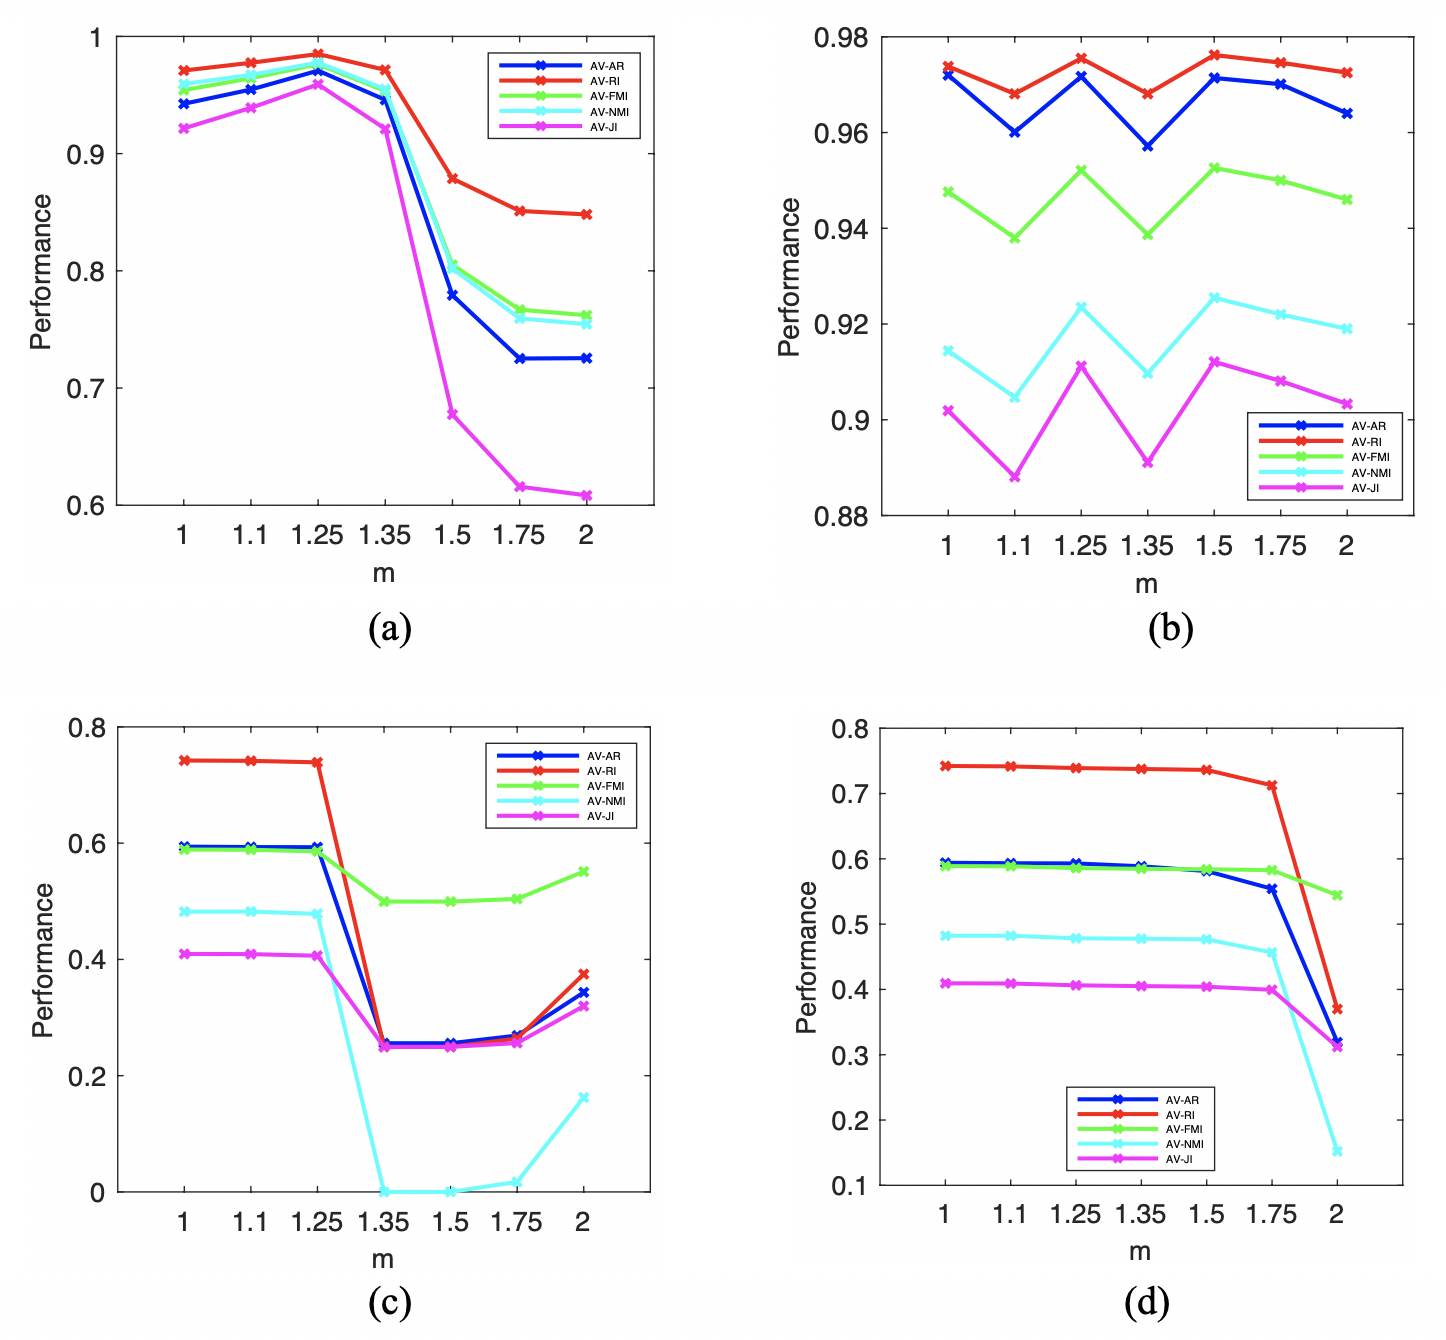 1
0.9
0.8
0.7
0.6
Performance
AV-AR
AV-RI
AV-FMI
AV-NMI
AV-JI
1 1.1 1.25 1.35 1.5 1.75 2
m
(a)
0.98
0.96
0.94
0.92
0.9
0.88
Performance
AV-AR
AV-RI
AV-FMI
AV-NMI
AV-JI
1 1.1 1.25 1.35 1.5 1.75 2
m
(b)
0.8
0.6
0.4
0.2
0
Performance
AV-AR
AV-RI
AV-FMI
AV-NMI
AV-JI
1 1.1 1.25 1.35 1.5 1.75 2
m
(c)
0.8
0.7
0.6
0.5
0.4
0.3
0.2
0.1
Performance
AV-AR
AV-RI
AV-FMI
AV-NMI
AV-JI
1 1.1 1.25 1.35 1.5 1.75 2
m
(d)